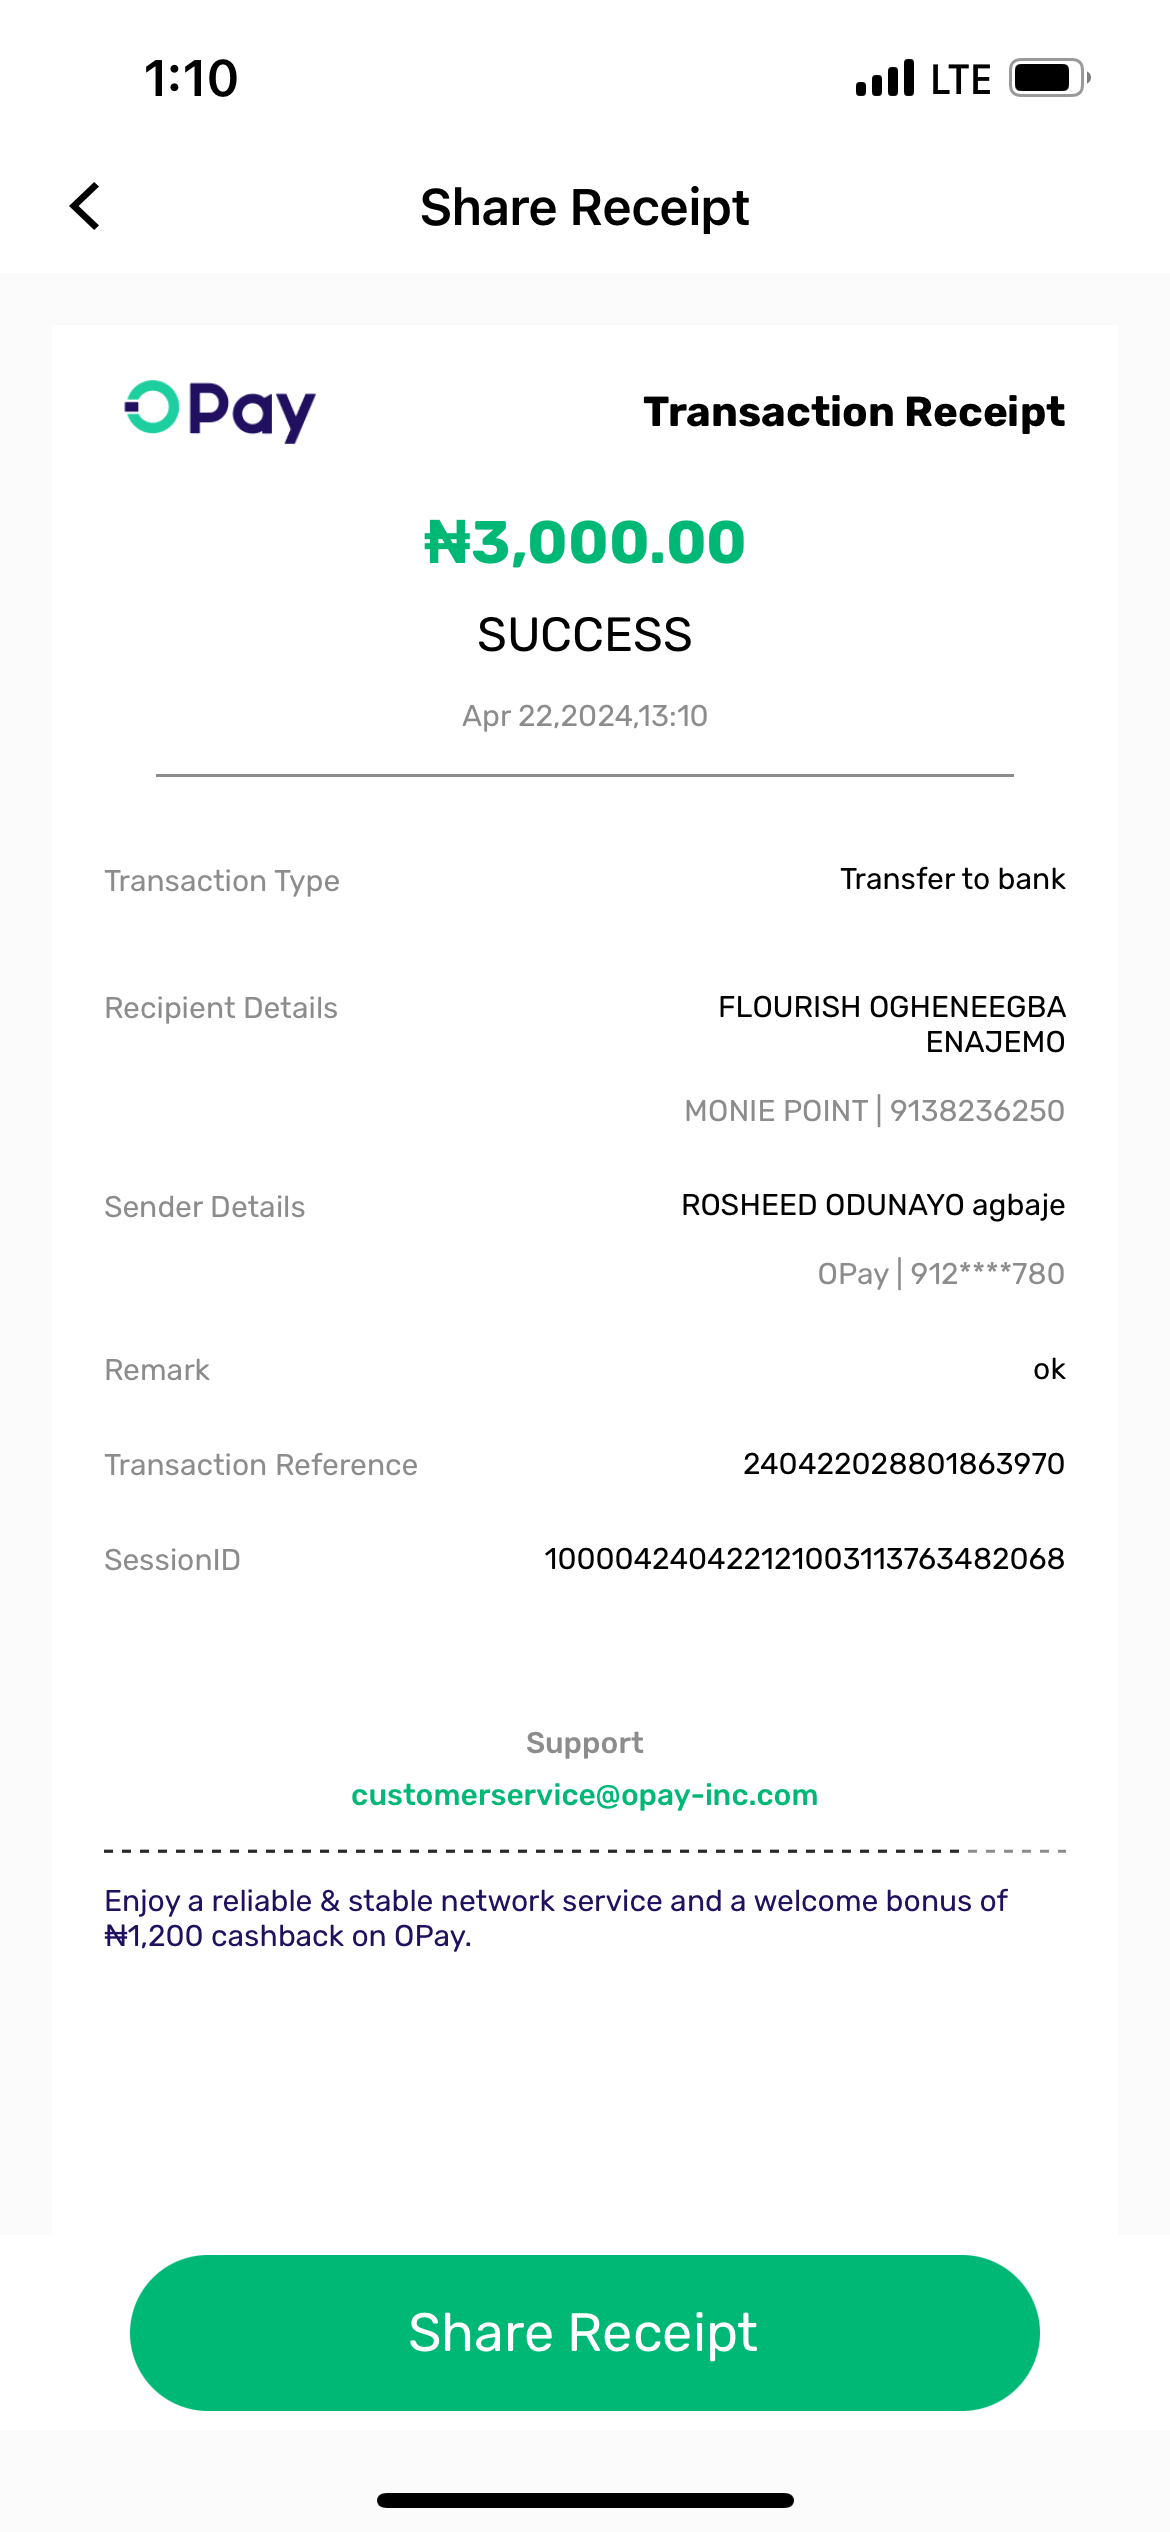 1:10 LTE
Share Receipt
OPay Transaction Receipt
₦3,000.00
SUCCESS
Apr 22,2024,13:10
Transaction Type Transfer to bank
Recipient Details FLOURISH OGHENEEGBA
ENAJEMO
MONIE POINT | 9138236250
Sender Details ROSHEED ODUNAYO agbaje
OPay | 912****780
Remark ok
Transaction Reference 240422028801863970
SessionID 100004240422121003113763482068
Support
customerservice@opay-inc.com
Enjoy a reliable & stable network service and a welcome bonus of
₦1,200 cashback on OPay.
Share Receipt